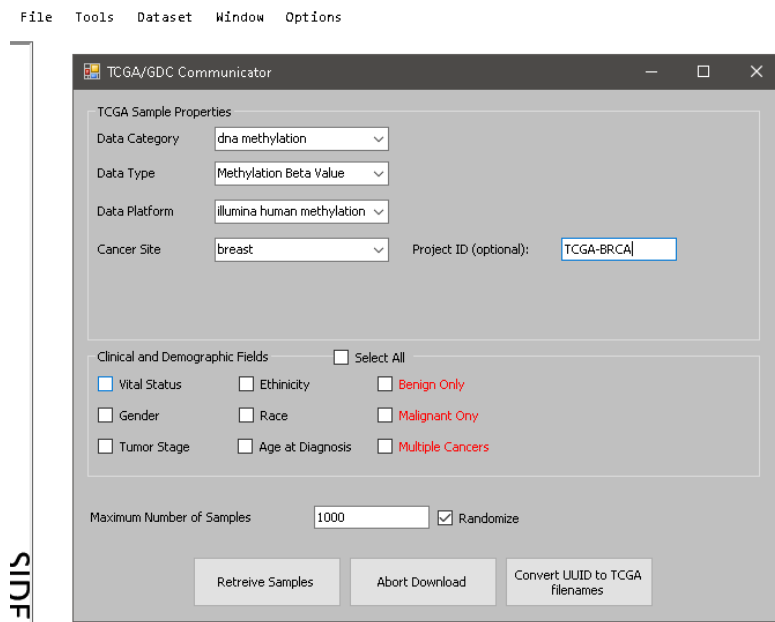 File Tools Dataset Window Options
TCGA/GDC Communicator
TCGA Sample Properties
Data Category dna methylation
Data Type Methylation Beta Value
Data Platform illumina human methylation
Cancer Site breast Project ID (optional): TCGA-BRCA
Clinical and Demographic Fields Select All
Vital Status Ethinicity Benign Only
Gender Race Malignant Ony
Tumor Stage Age at Diagnosis Multiple Cancers
Maximum Number of Samples 1000 Randomize
Retreive Samples Abort Download Convert UUID to TCGA
filenames